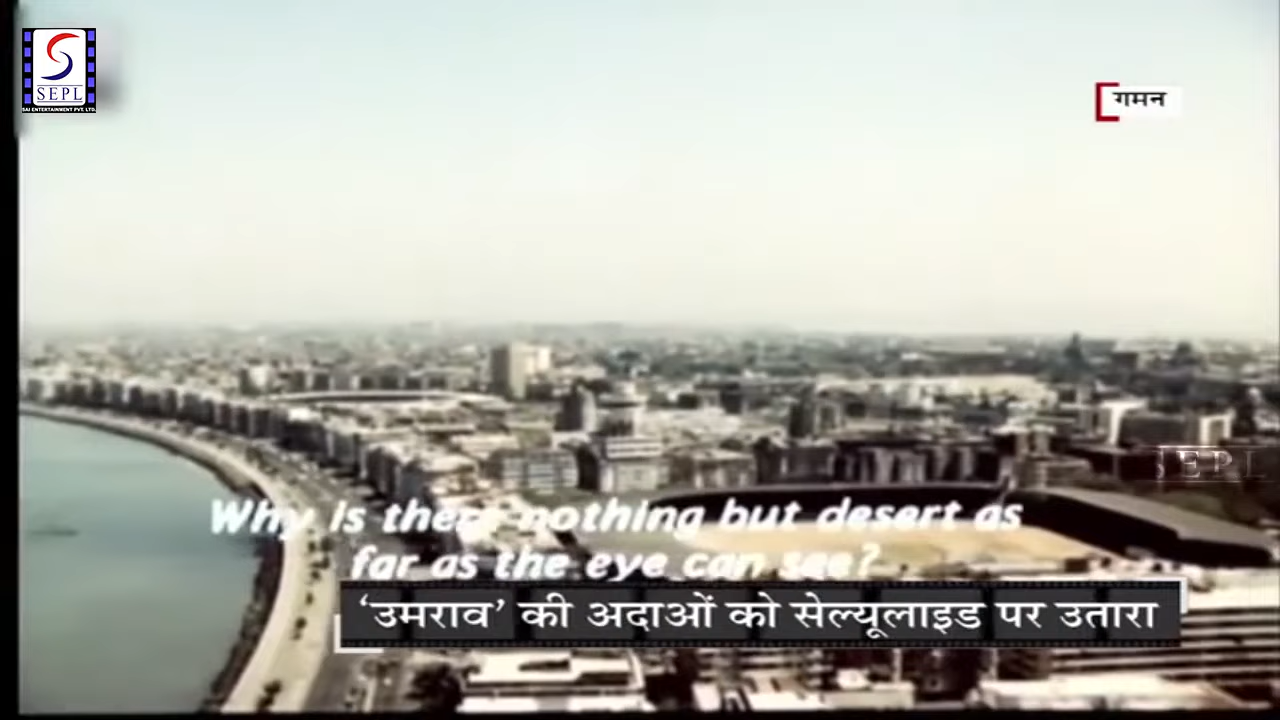 SEPL
SAI ENTERTAINMENT PVT. LTD.
गमन
SEPL
Why is there nothing but desert as
far as the eye can see?
‘उमराव’ की अदाओं को सेल्यूलाइड पर उतारा